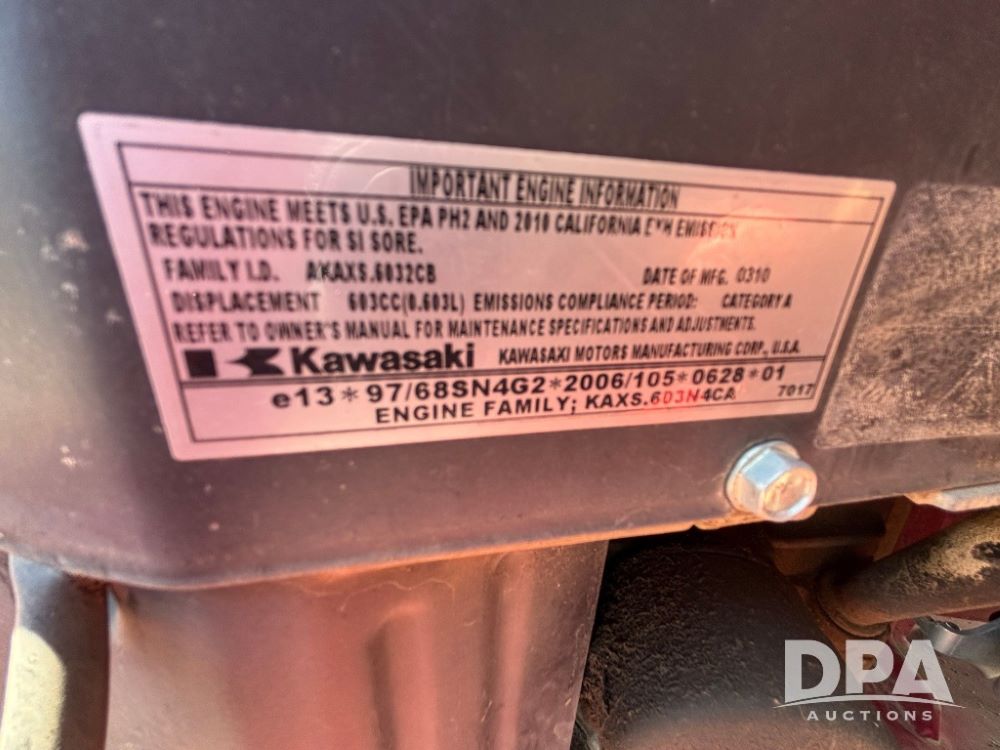 IMPORTANT ENGINE INFORMATION
THIS ENGINE MEETS U.S. EPA PH2 AND 2010 CALIFORNIA EXH EMISSION
REGULATIONS FOR SI SORE.
FAMILY I.D. AKAXS.6032CB DATE OF MFG. 0310
DISPLACEMENT 603CC(0.603L) EMISSIONS COMPLIANCE PERIOD: CATEGORY A
REFER TO OWNER'S MANUAL FOR MAINTENANCE SPECIFICATIONS AND ADJUSTMENTS.
Kawasaki KAWASAKI MOTORS MANUFACTURING CORP., U.S.A.
e13*97/68SN4G2*2006/105*0628*01
ENGINE FAMILY; KAXS.603N4CA 7017
DPA
AUCTIONS